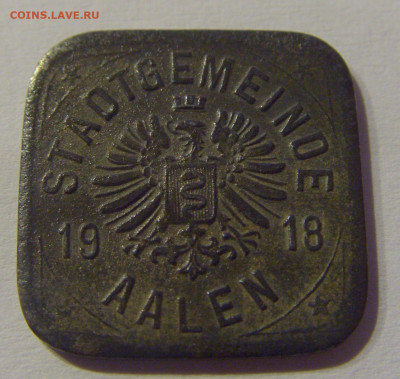 COINS.LAVE.RU
STADTGEMEINDE
19 18
AALEN